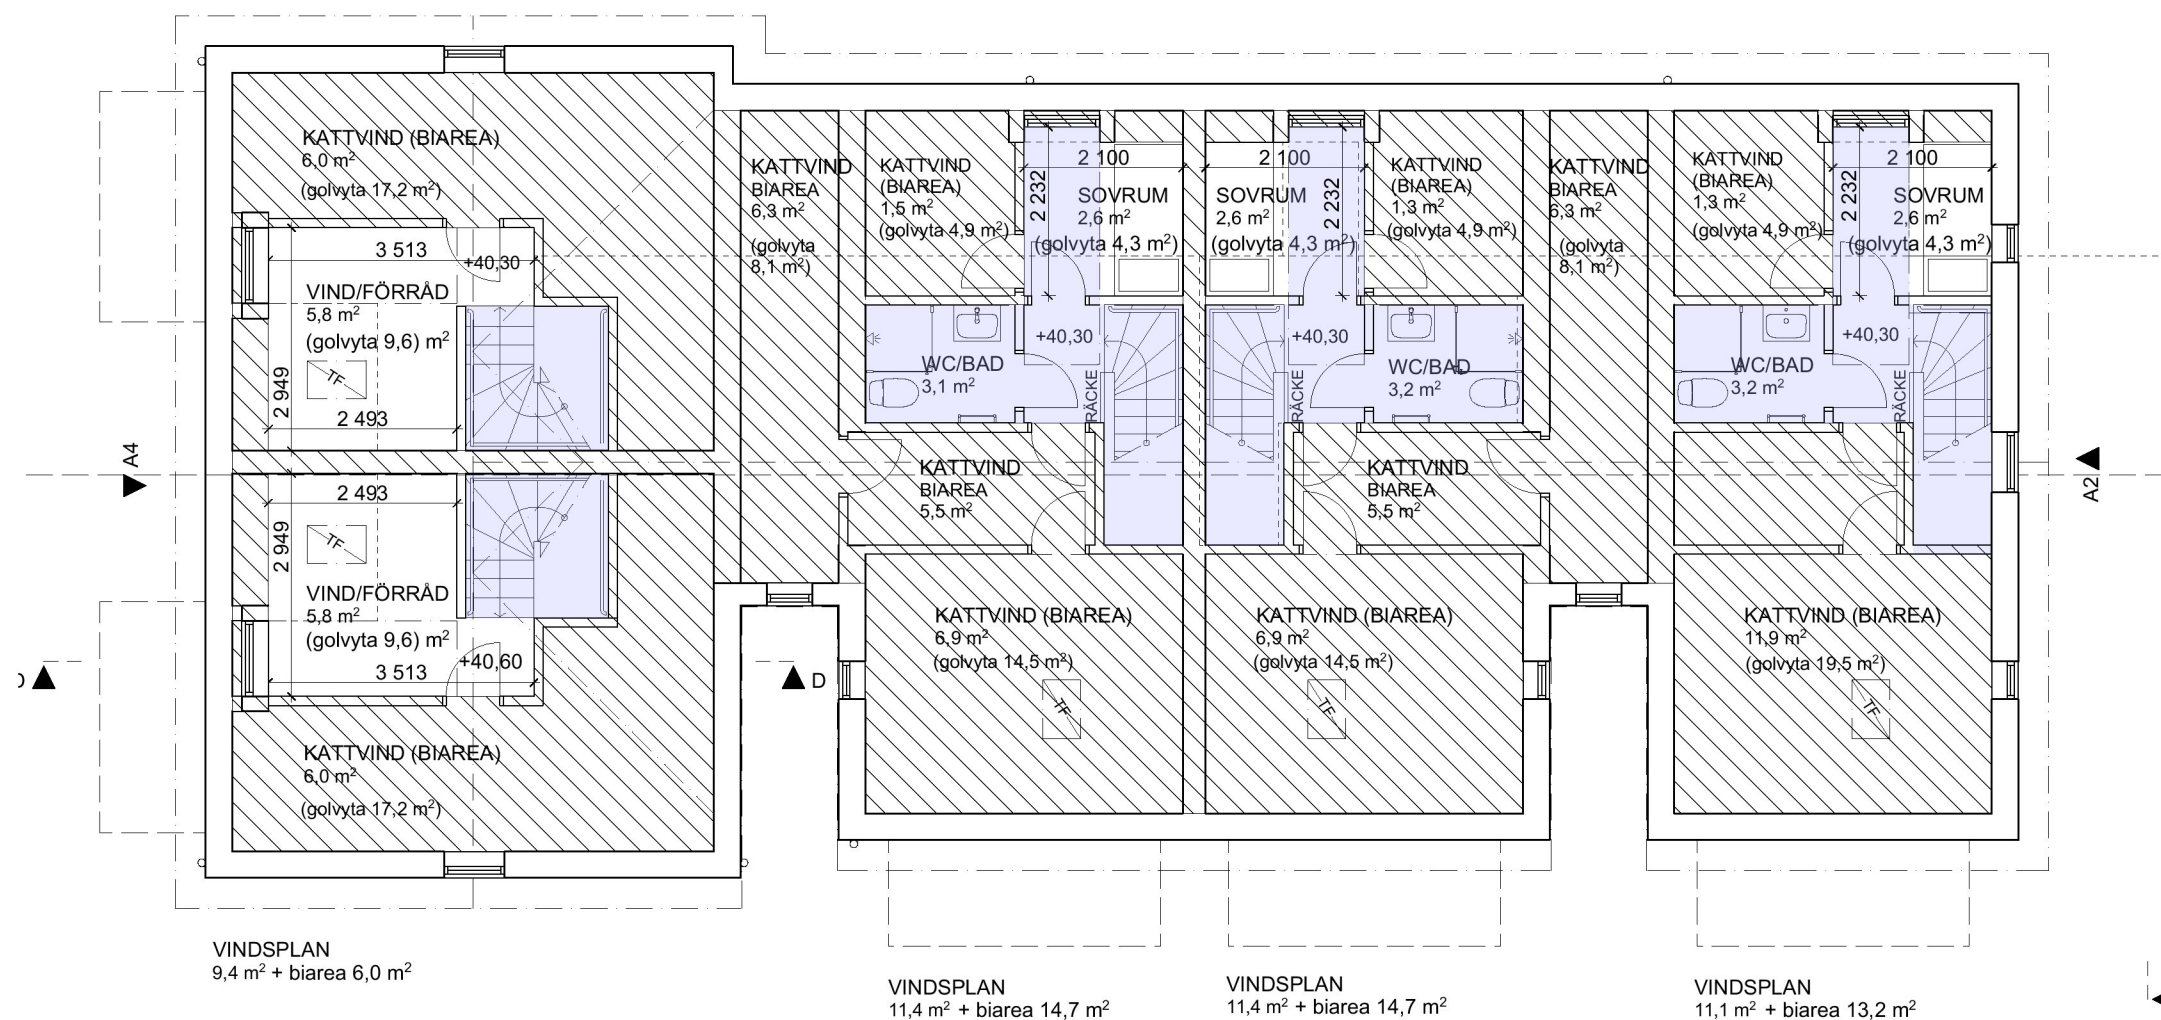 KATTVIND (BIAREA)
6,0 m²
(golvyta 17,2 m²)
3 513
+40,30
VIND/FÖRRÅD
5,8 m²
(golvyta 9,6) m²
TF
2 949
2 493
A4
2 493
2 949
TF
VIND/FÖRRÅD
5,8 m²
(golvyta 9,6) m²
+40,60
3 513
KATTVIND (BIAREA)
6,0 m²
(golvyta 17,2 m²)
D
D
KATTVIND
BIAREA
6,3 m²
(golvyta
8,1 m²)
KATTVIND
(BIAREA)
1,5 m²
(golvyta 4,9 m²)
2 232
2 100
SOVRUM
2,6 m²
(golvyta 4,3 m²)
+40,30
WC/BAD
3,1 m²
RÄCKE
KATTVIND
BIAREA
5,5 m²
KATTVIND (BIAREA)
6,9 m²
(golvyta 14,5 m²)
TF
2 100
SOVRUM
2,6 m²
(golvyta 4,3 m²)
2 232
KATTVIND
(BIAREA)
1,3 m²
(golvyta 4,9 m²)
+40,30
WC/BAD
3,2 m²
RÄCKE
KATTVIND
BIAREA
5,5 m²
KATTVIND (BIAREA)
6,9 m²
(golvyta 14,5 m²)
TF
KATTVIND
BIAREA
6,3 m²
(golvyta
8,1 m²)
KATTVIND
(BIAREA)
1,3 m²
(golvyta 4,9 m²)
2 232
2 100
SOVRUM
2,6 m²
(golvyta 4,3 m²)
+40,30
WC/BAD
3,2 m²
RÄCKE
A2
KATTVIND (BIAREA)
11,9 m²
(golvyta 19,5 m²)
TF
VINDSPLAN
9,4 m² + biarea 6,0 m²
VINDSPLAN
11,4 m² + biarea 14,7 m²
VINDSPLAN
11,4 m² + biarea 14,7 m²
VINDSPLAN
11,1 m² + biarea 13,2 m²